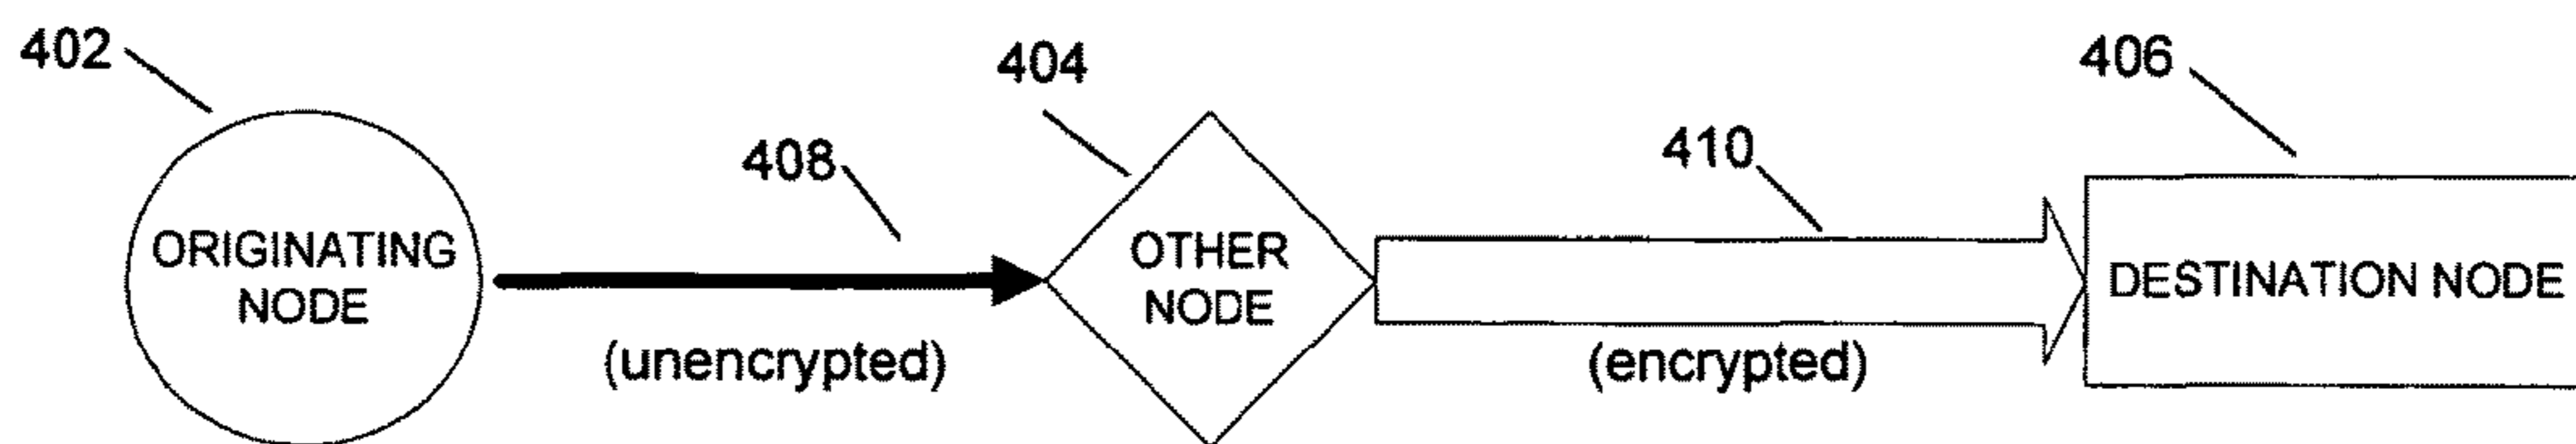 402
404
406
408
410
ORIGINATING
NODE
OTHER
NODE
DESTINATION NODE
(unencrypted)
(encrypted)